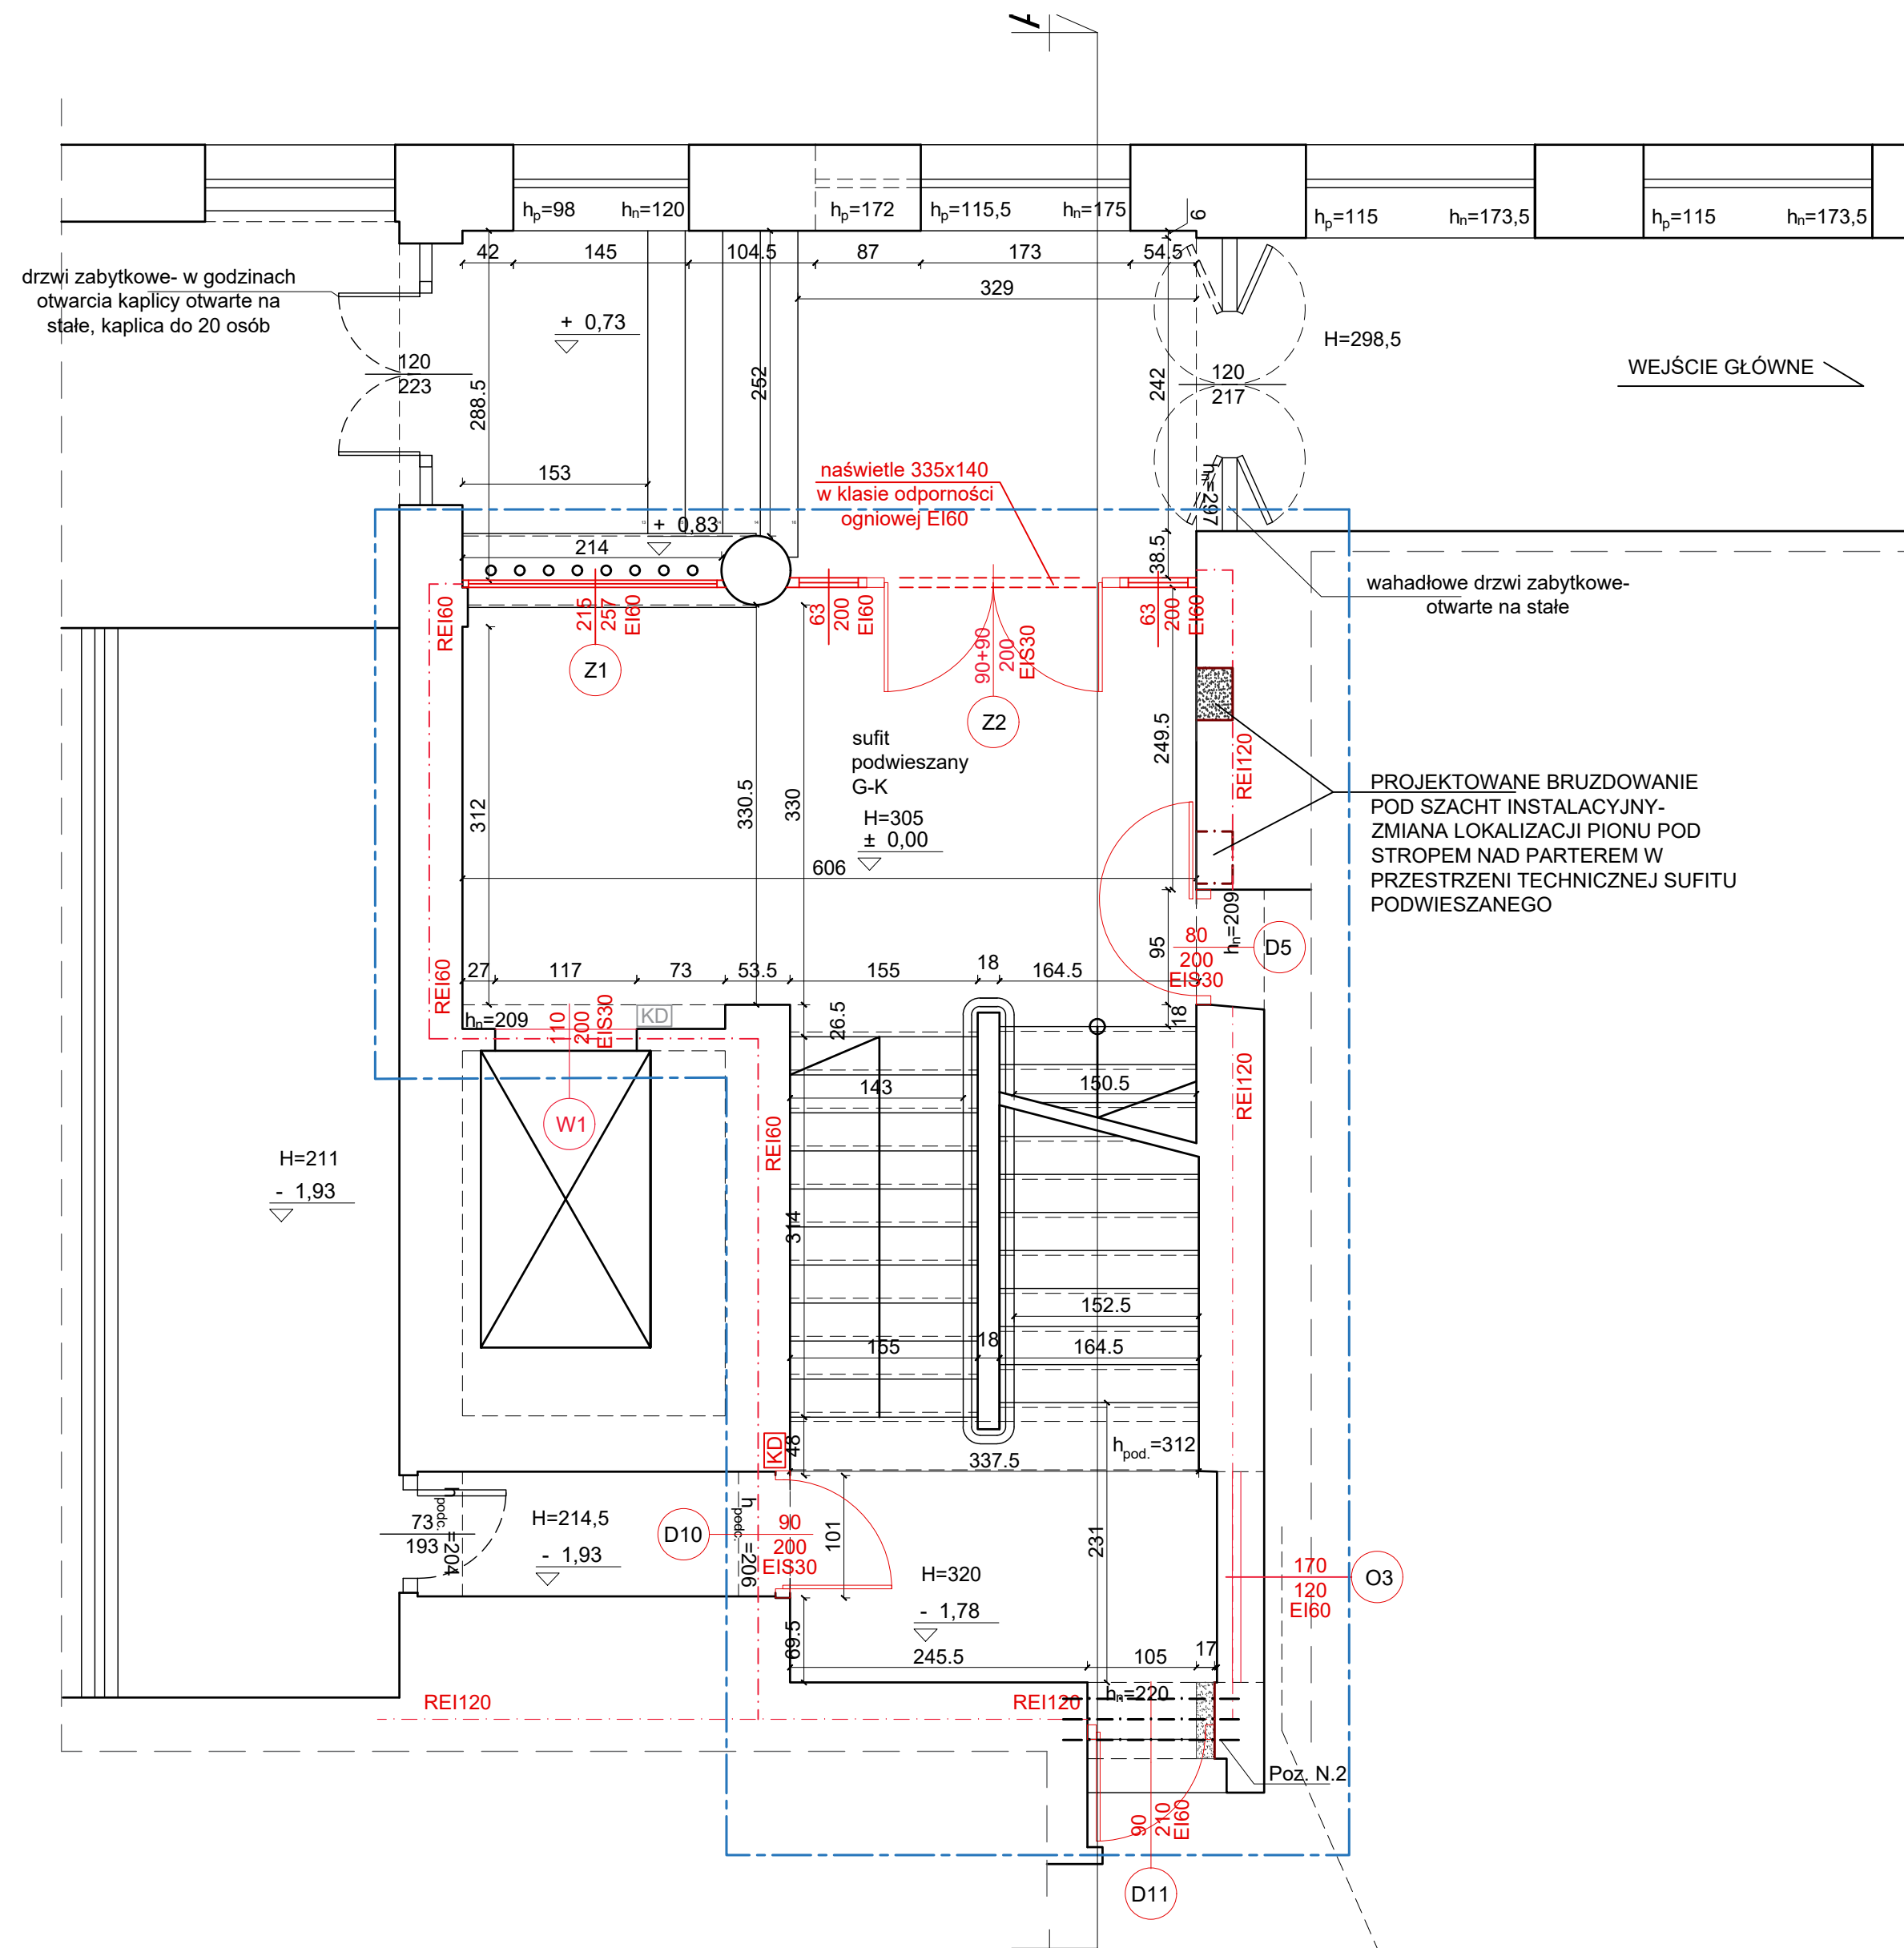 A
hp=98
hn=120
hp=172
hp=115,5
hn=175
9
hp=115
hn=173,5
hp=115
hn=173,5
42
145
104.5
87
173
54.5
329
drzwi zabytkowe- w godzinach
otwarcia kaplicy otwarte na
stałe, kaplica do 20 osób
+ 0,73
H=298,5
WEJŚCIE GŁÓWNE
120
223
288.5
252
242
120
217
153
naświetle 335x140
w klasie odporności
ogniowej EI60
hn=297
+ 0,83
214
38.5
wahadłowe drzwi zabytkowe-
otwarte na stałe
REI60
215
257
EI60
63
200
EI60
90+90
200
EIS30
63
200
EI60
Z1
Z2
sufit
podwieszany
G-K
H=305
± 0,00
249.5
REI120
PROJEKTOWANE BRUZDOWANIE
POD SZACHT INSTALACYJNY-
ZMIANA LOKALIZACJI PIONU POD
STROPEM NAD PARTEREM W
PRZESTRZENI TECHNICZNEJ SUFITU
PODWIESZANEGO
312
330.5
330
606
hn=209
95
80
200
EIS30
D5
REI60
27
117
73
53.5
155
18
164.5
hn=209
110
200
EIS30
KD
26.5
18
143
150.5
REI120
W1
REI60
H=211
- 1,93
314
152.5
155
18
164.5
KD
48
337.5
hpod. =312
hpodc. =204
73
193
H=214,5
- 1,93
D10
hpodc. =206
90
200
EIS30
101
231
H=320
- 1,78
170
120
EI60
O3
69.5
245.5
105
17
REI120
REI120
hn=220
Poz. N.2
90
210
EI60
D11